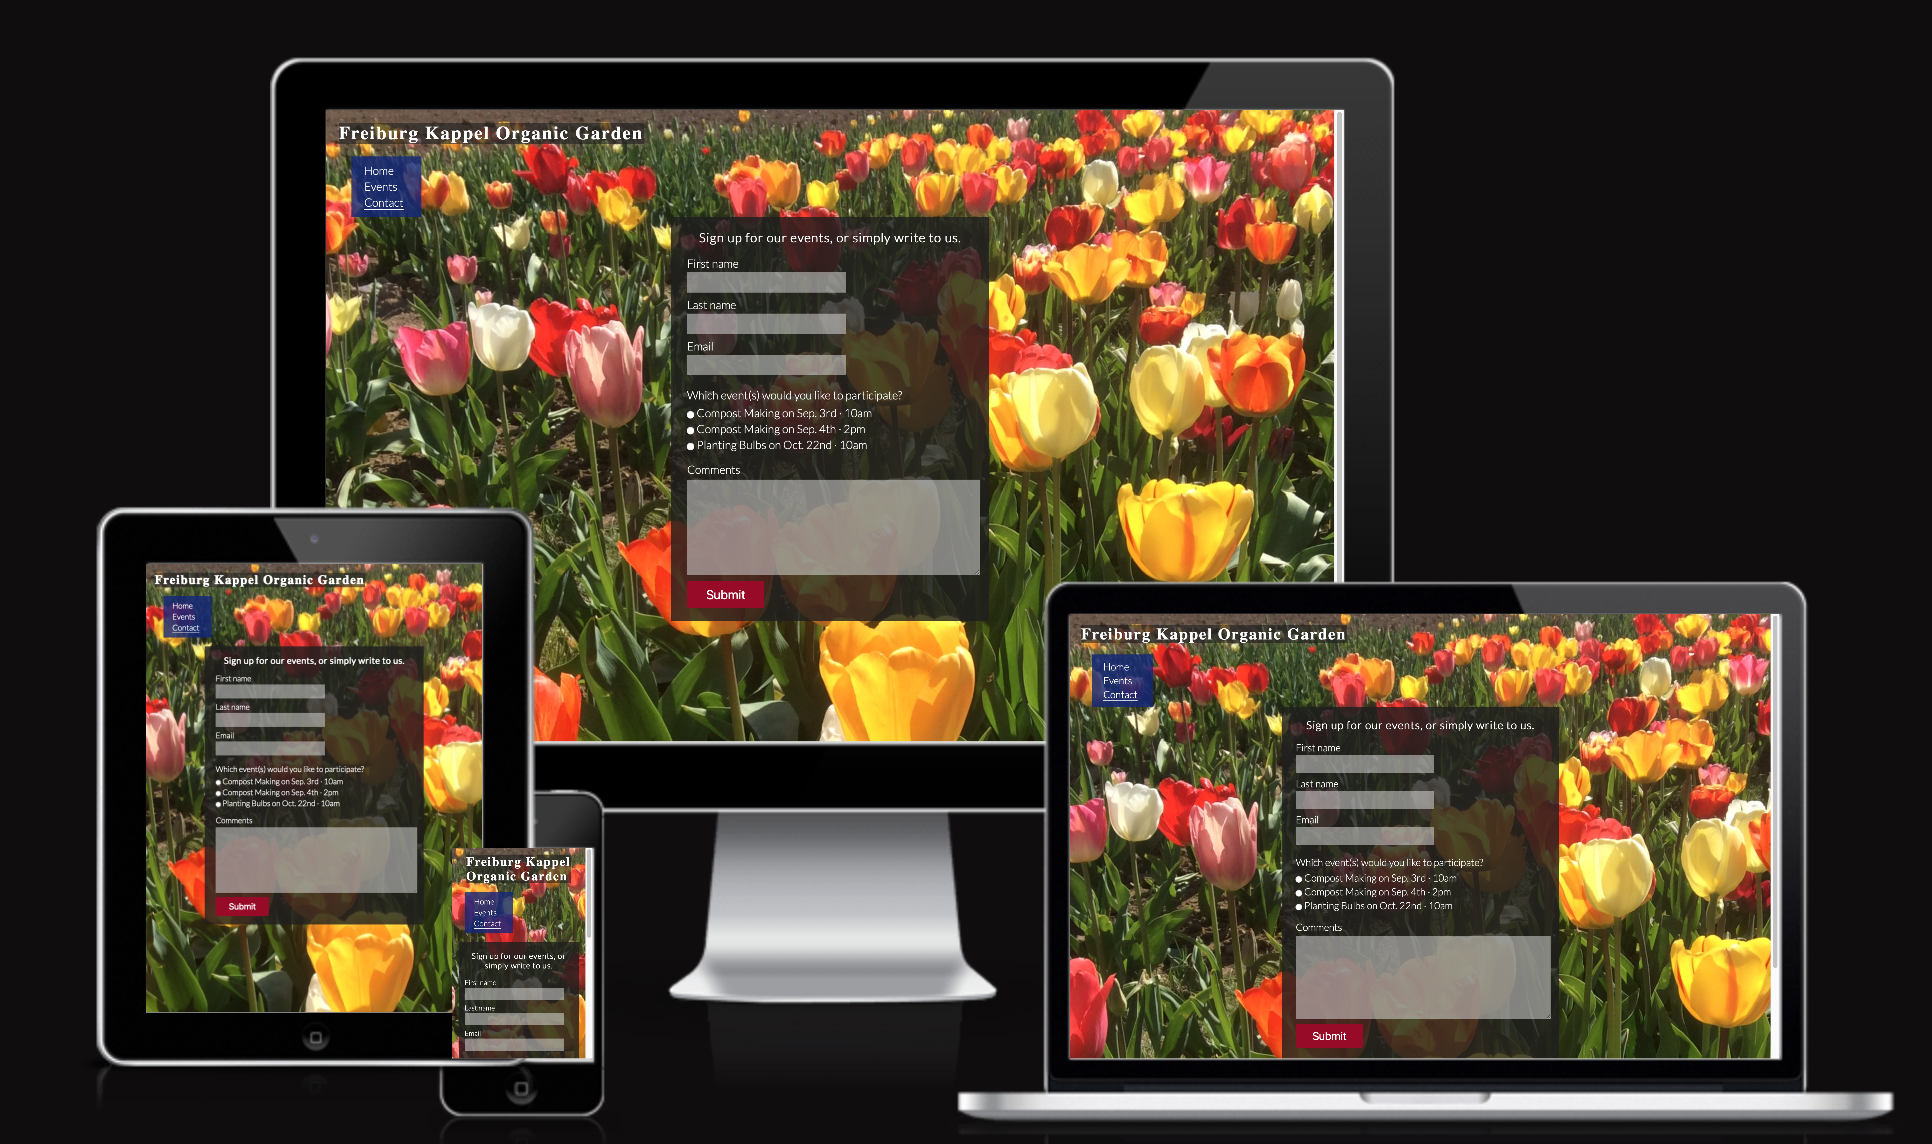 Freiburg Kappel Organic Garden
Home
Events
Contact
Sign up for our events, or simply write to us.
First name
Last name
Email
Which event(s) would you like to participate?
Compost Making on Sep. 3rd · 10am
Compost Making on Sep. 4th · 2pm
Planting Bulbs on Oct. 22nd · 10am
Comments
Submit
Freiburg Kappel Organic Garden
Home
Events
Contact
Sign up for our events, or simply write to us.
First name
Last name
Email
Which event(s) would you like to participate?
Compost Making on Sep. 3rd · 10am
Compost Making on Sep. 4th · 2pm
Planting Bulbs on Oct. 22nd · 10am
Comments
Submit
Freiburg Kappel
Organic Garden
Home
Events
Contact
Sign up for our events, or
simply write to us.
First name
Last name
Email
Freiburg Kappel Organic Garden
Home
Events
Contact
Sign up for our events, or simply write to us.
First name
Last name
Email
Which event(s) would you like to participate?
Compost Making on Sep. 3rd · 10am
Compost Making on Sep. 4th · 2pm
Planting Bulbs on Oct. 22nd · 10am
Comments
Submit